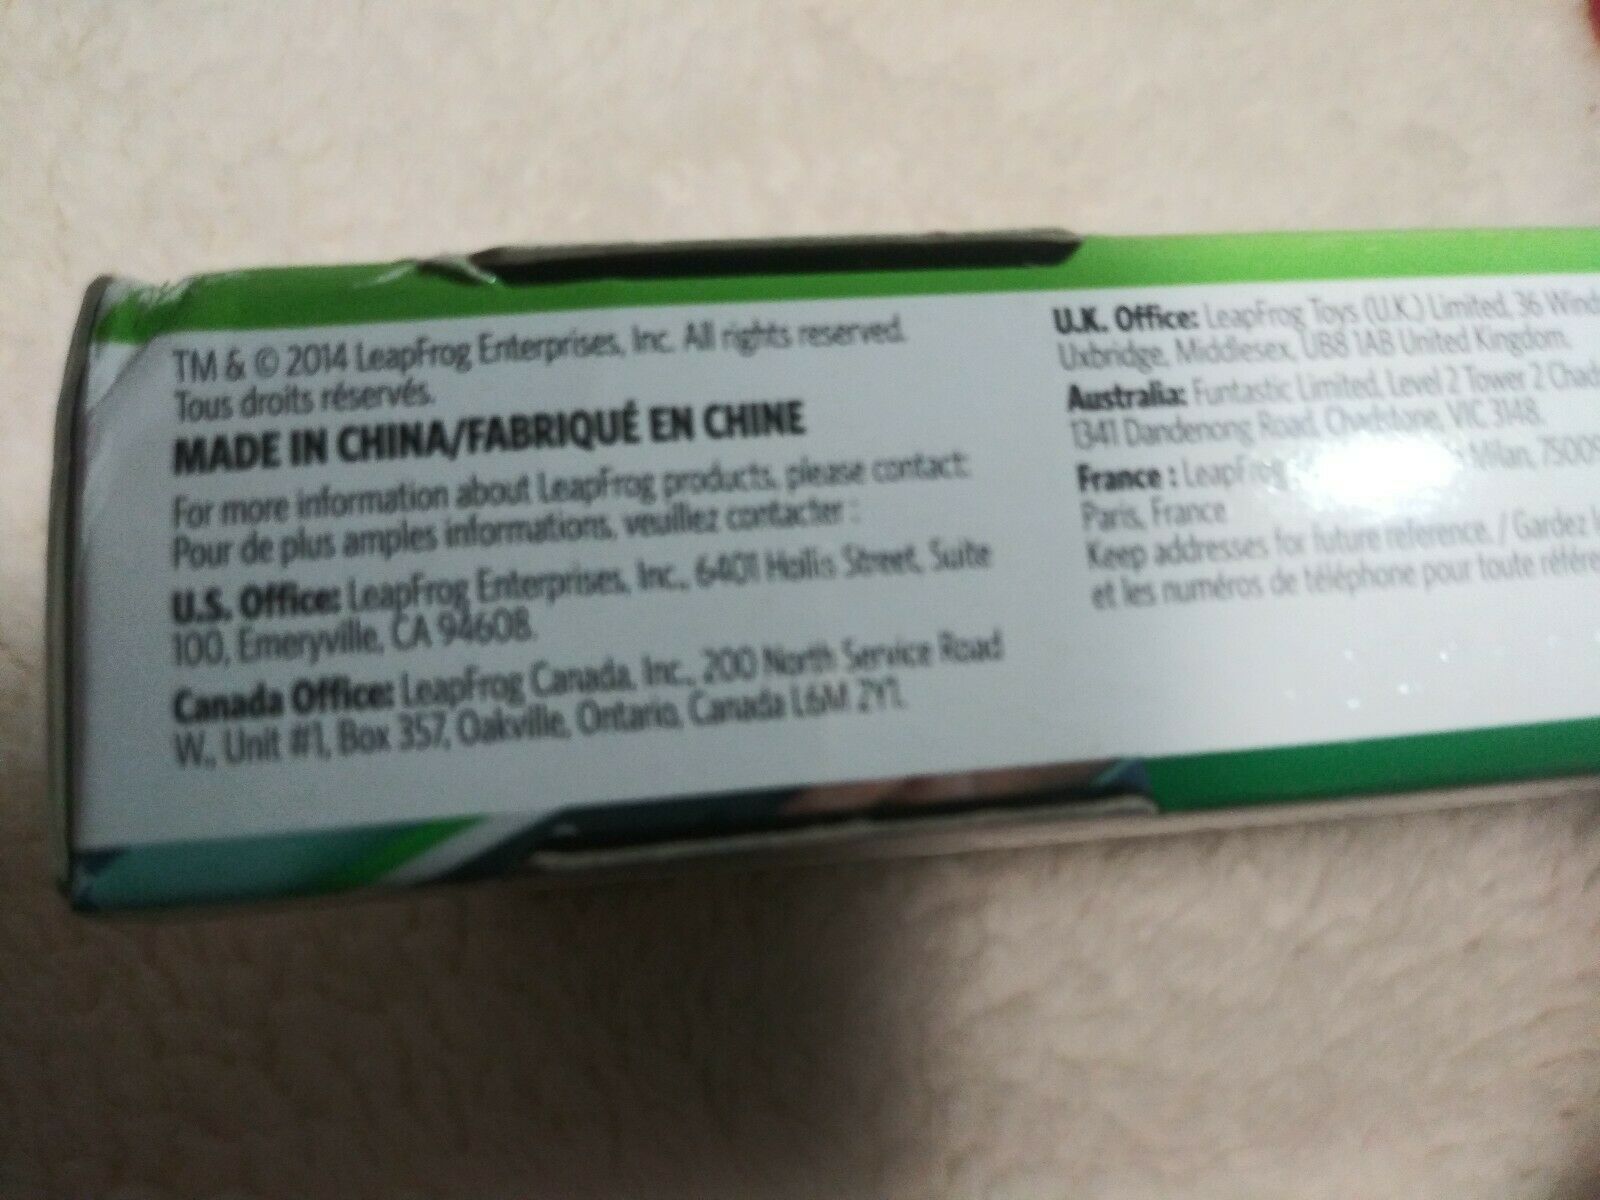 TM & © 2014 LeapFrog Enterprises, Inc. All rights reserved.
Tous droits réservés.
MADE IN CHINA/FABRIQUÉ EN CHINE
For more information about LeapFrog products, please contact:
Pour de plus amples informations, veuillez contacter :
U.S. Office: LeapFrog Enterprises, Inc., 6401 Hollis Street, Suite
100, Emeryville, CA 94608.
Canada Office: LeapFrog Canada, Inc., 200 North Service Road
W., Unit #1, Box 357, Oakville, Ontario, Canada L6M 2Y1.
U.K. Office: LeapFrog Toys (U.K.) Limited, 36
Uxbridge, Middlesex, UB8 1AB United Kingdom.
Australia: Funtastic Limited, Level 2 Tower 2
1341 Dandenong Road, Chadstone, VIC 3148.
France : LeapFrog Milan, 75009
Paris, France
Keep addresses for future reference. / Gardez
et les numéros de téléphone pour toute